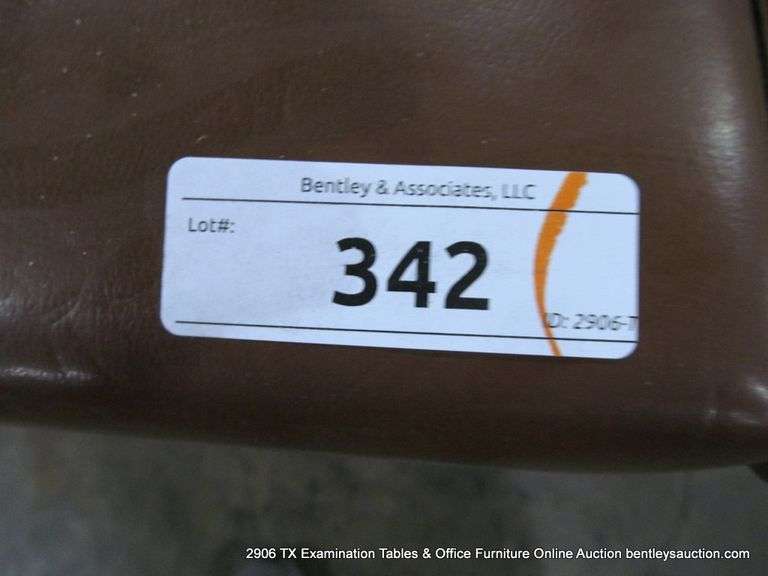 Bentley & Associates, LLC
Lot#:
342
ID: 2906-T
2906 TX Examination Tables & Office Furniture Online Auction bentleysauction.com